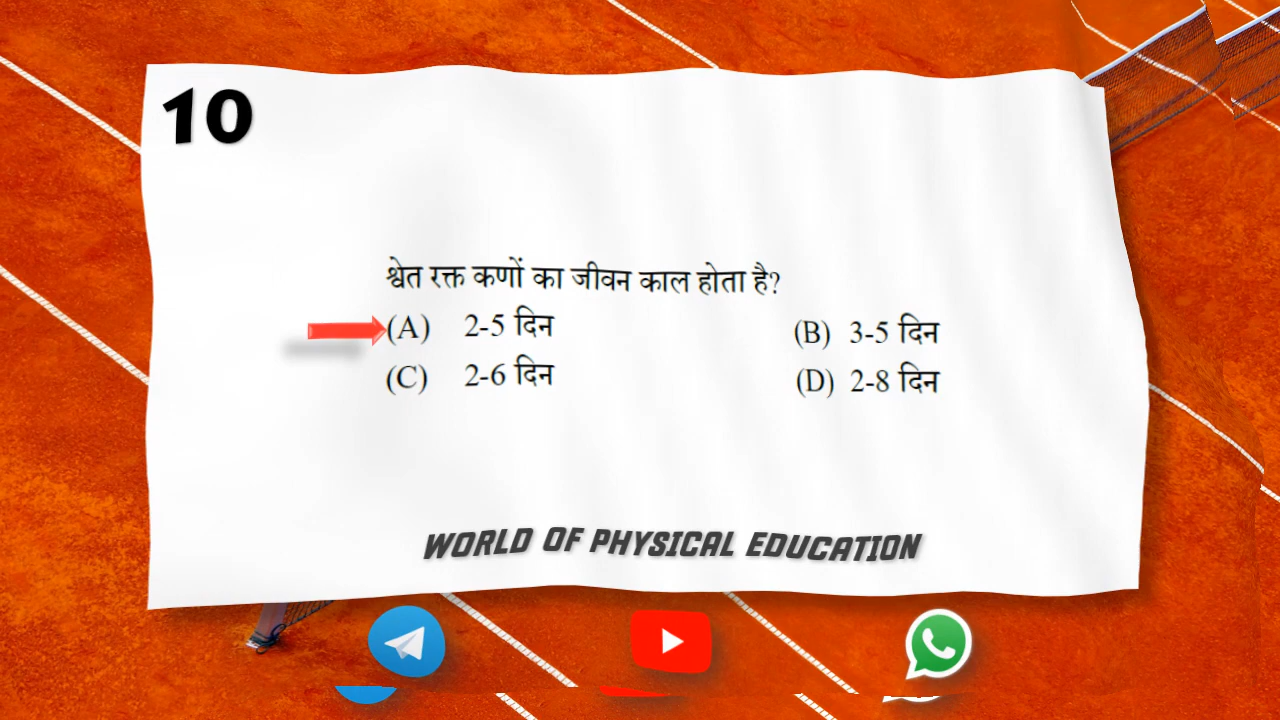 10
श्वेत रक्त कणों का जीवन काल होता है?
(A) 2-5 दिन (B) 3-5 दिन
(C) 2-6 दिन (D) 2-8 दिन
WORLD OF PHYSICAL EDUCATION